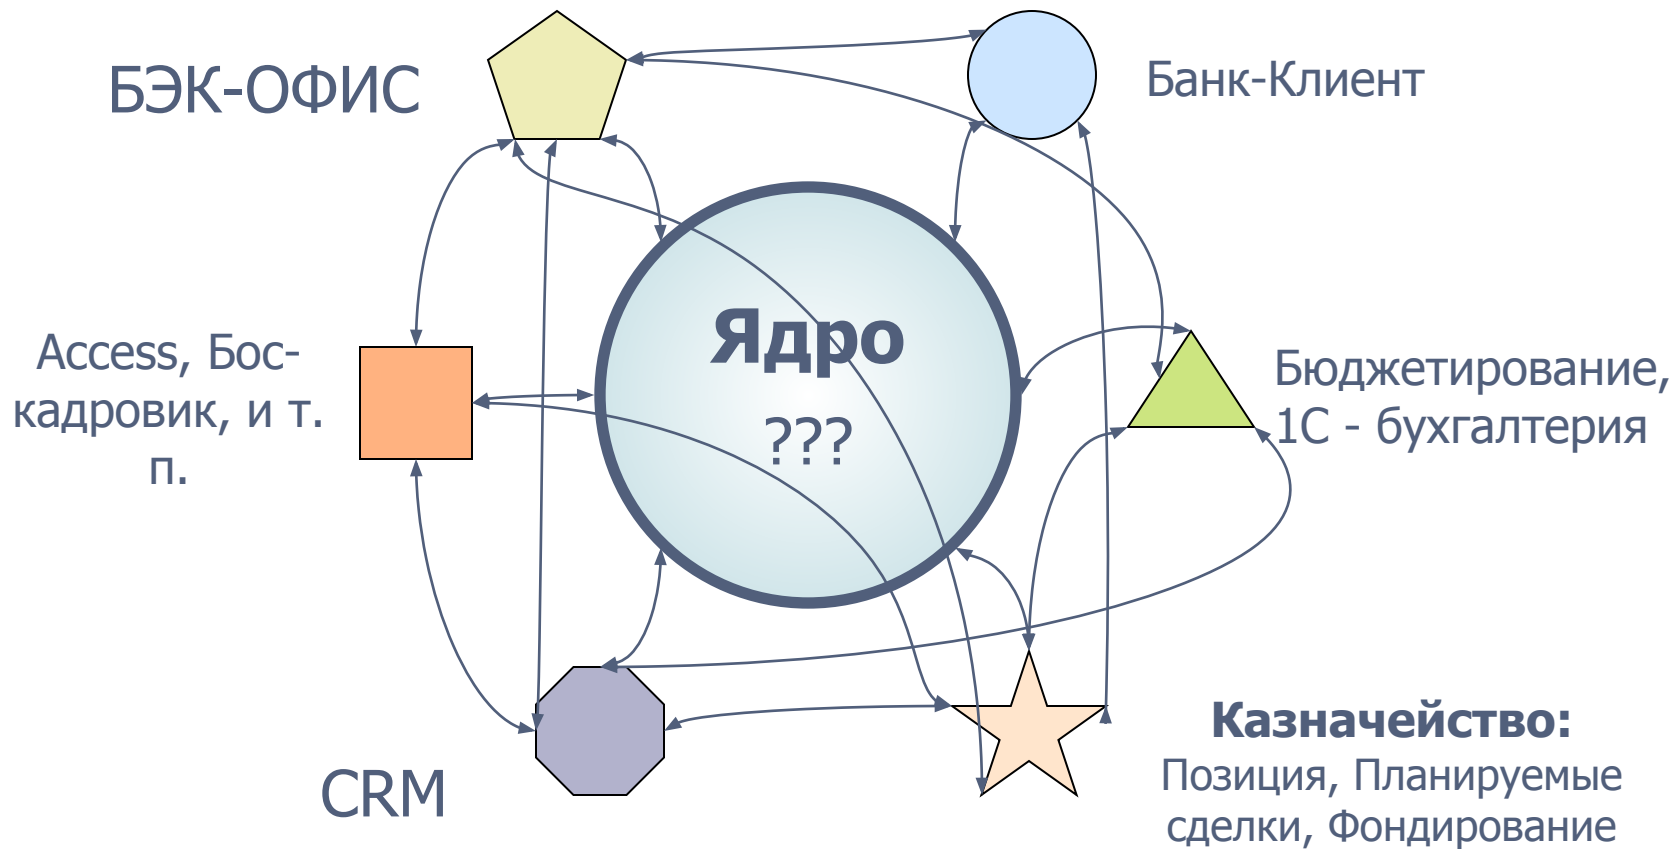 БЭК-ОФИС
Банк-Клиент
Ядро
???
Access, Бос-
кадровик, и т.
п.
Бюджетирование,
1С - бухгалтерия
CRM
Казначейство:
Позиция, Планируемые
сделки, Фондирование